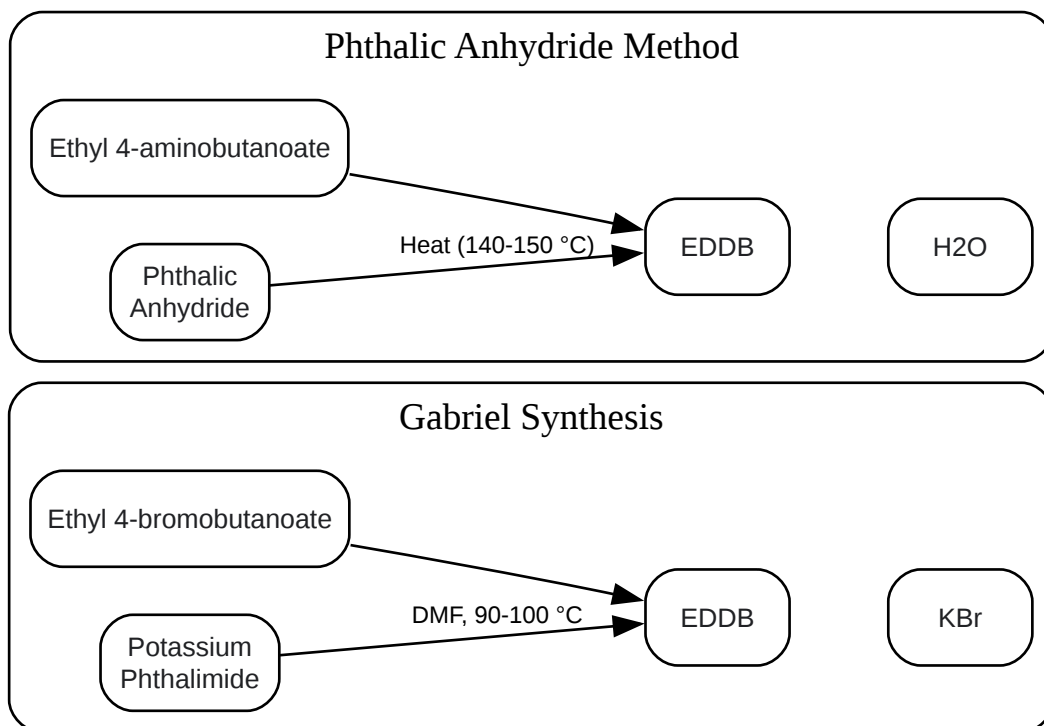 Phthalic Anhydride Method
Ethyl 4-aminobutanoate
Heat (140-150 °C)
EDDB
H2O
Phthalic
Anhydride
Gabriel Synthesis
Ethyl 4-bromobutanoate
DMF, 90-100 °C
EDDB
KBr
Potassium
Phthalimide